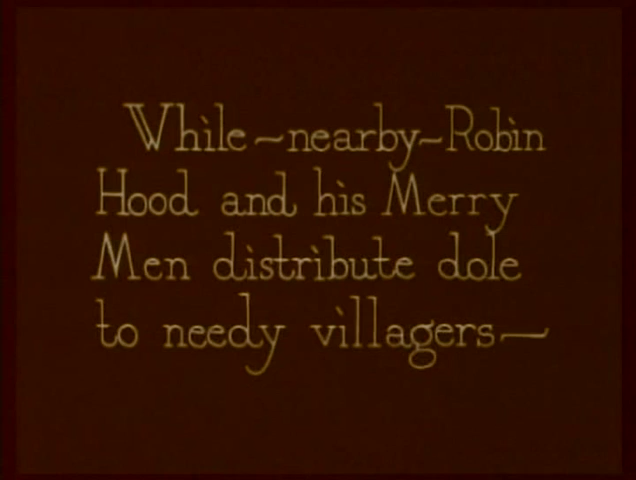 While~nearby~Robin
Hood and his Merry
Men distribute dole
to needy villagers—